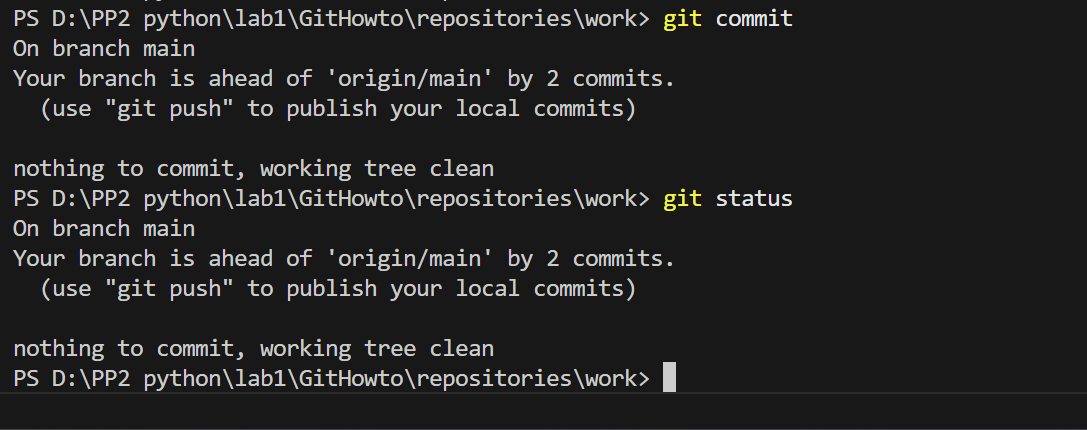 PS D:\PP2 python\lab1\GitHowto\repositories\work> git commit
On branch main
Your branch is ahead of 'origin/main' by 2 commits.
  (use "git push" to publish your local commits)

nothing to commit, working tree clean
PS D:\PP2 python\lab1\GitHowto\repositories\work> git status
On branch main
Your branch is ahead of 'origin/main' by 2 commits.
  (use "git push" to publish your local commits)

nothing to commit, working tree clean
PS D:\PP2 python\lab1\GitHowto\repositories\work>